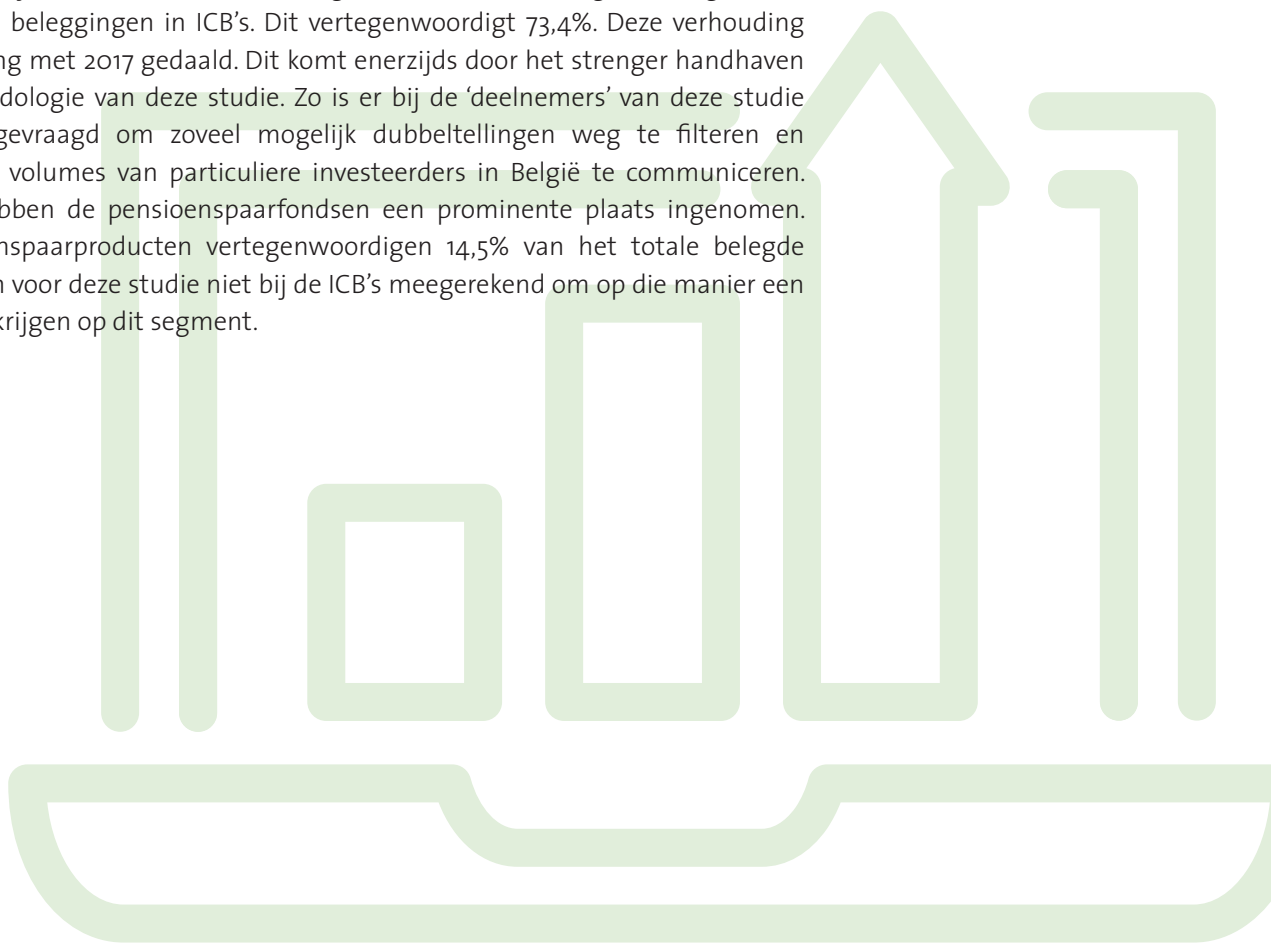 beleggingen in ICB's. Dit vertegenwoordigt 73,4%. Deze verhouding
met 2017 gedaald. Dit komt enerzijds door het strenger handhaven
van deze studie. Zo is er bij de ‘deelnemers’ van deze studie
gevraagd om zoveel mogelijk dubbeltellingen weg te filteren en
volumes van particuliere investeerders in België te communiceren.
de pensioenspaarfondsen een prominente plaats ingenomen.
vertegenwoordigen 14,5% van het totale belegde
voor deze studie niet bij de ICB's meegerekend om op die manier een
krijgen op dit segment.